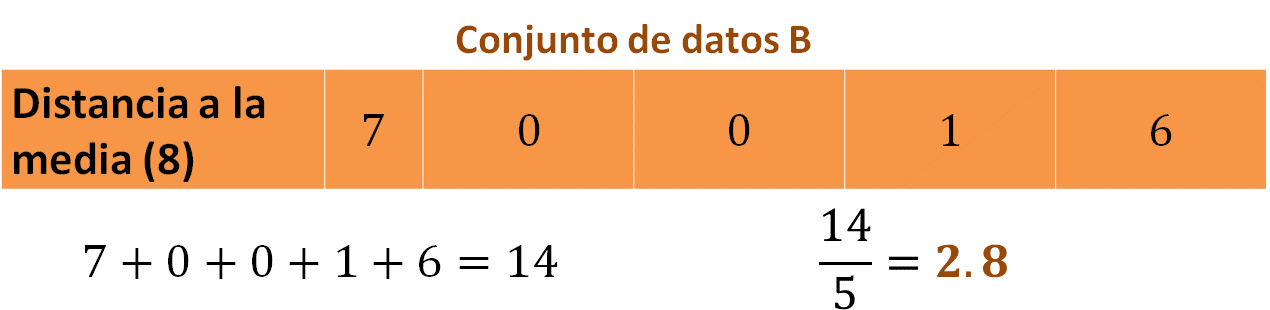 Conjunto de datos B
Distancia a la media (8) 7 0 0 1 6
7 + 0 + 0 + 1 + 6 = 14
14/5 = 2.8